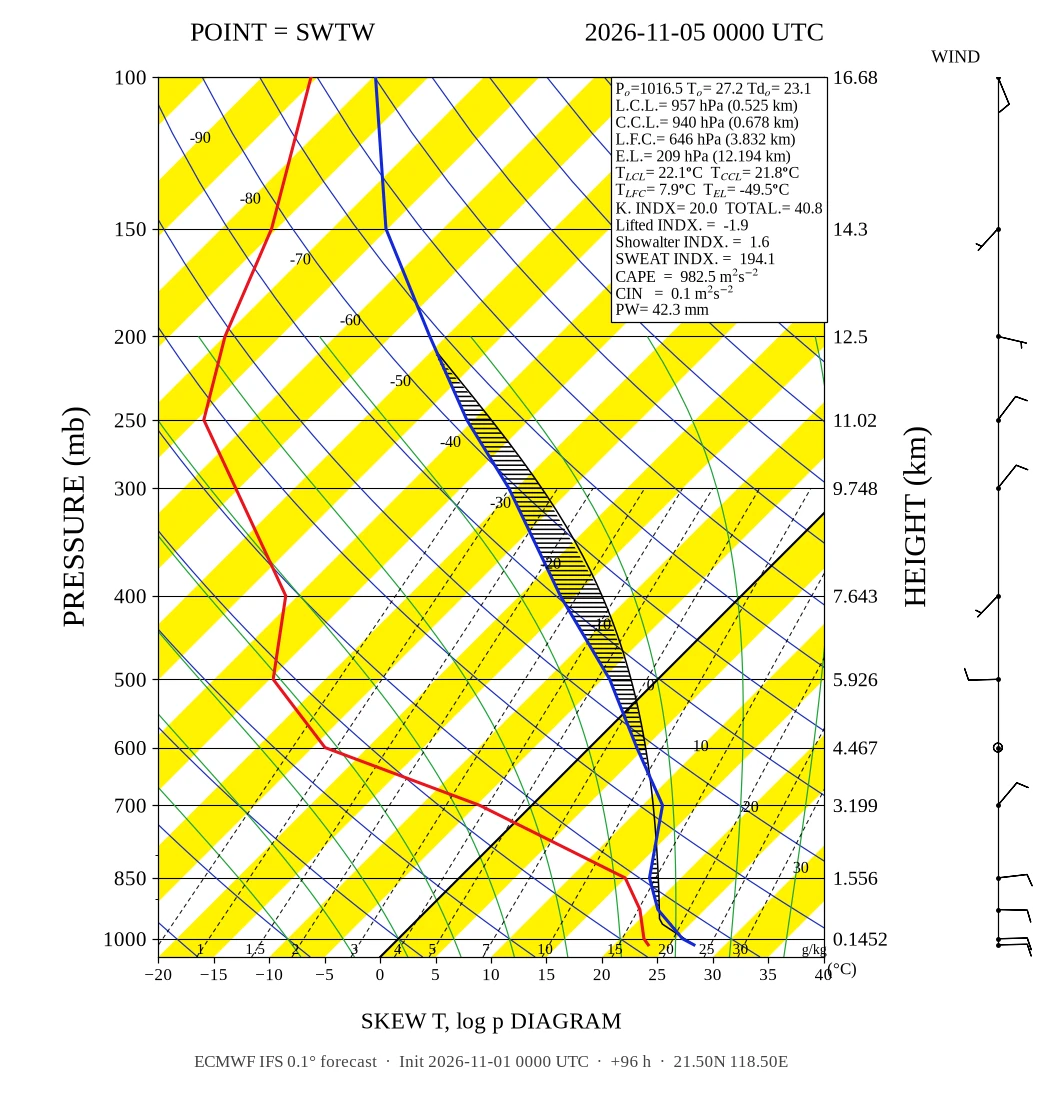 POINT = SWTW
2026-11-05 0000 UTC
WIND
Pₒ=1016.5 Tₒ= 27.2 Tdₒ= 23.1
L.C.L.= 957 hPa (0.525 km)
C.C.L.= 940 hPa (0.678 km)
L.F.C.= 646 hPa (3.832 km)
E.L.= 209 hPa (12.194 km)
T_LCL= 22.1°C T_CCL= 21.8°C
T_LFC= 7.9°C T_EL= -49.5°C
K. INDX= 20.0 TOTAL.= 40.8
Lifted INDX. = -1.9
Showalter INDX. = 1.6
SWEAT INDX. = 194.1
CAPE = 982.5 m²s⁻²
CIN = 0.1 m²s⁻²
PW= 42.3 mm
PRESSURE (mb)
100
150
200
250
300
400
500
600
700
850
1000
-90
-80
-70
-60
-50
-40
-30
-20
-10
0
10
20
30
16.68
14.3
12.5
11.02
9.748
7.643
5.926
4.467
3.199
1.556
0.1452
HEIGHT (km)
1 1.5 2 3 4 5 7 10 15 20 25 30 g/kg
−20 −15 −10 −5 0 5 10 15 20 25 30 35 40 (°C)
SKEW T, log p DIAGRAM
ECMWF IFS 0.1° forecast · Init 2026-11-01 0000 UTC · +96 h · 21.50N 118.50E